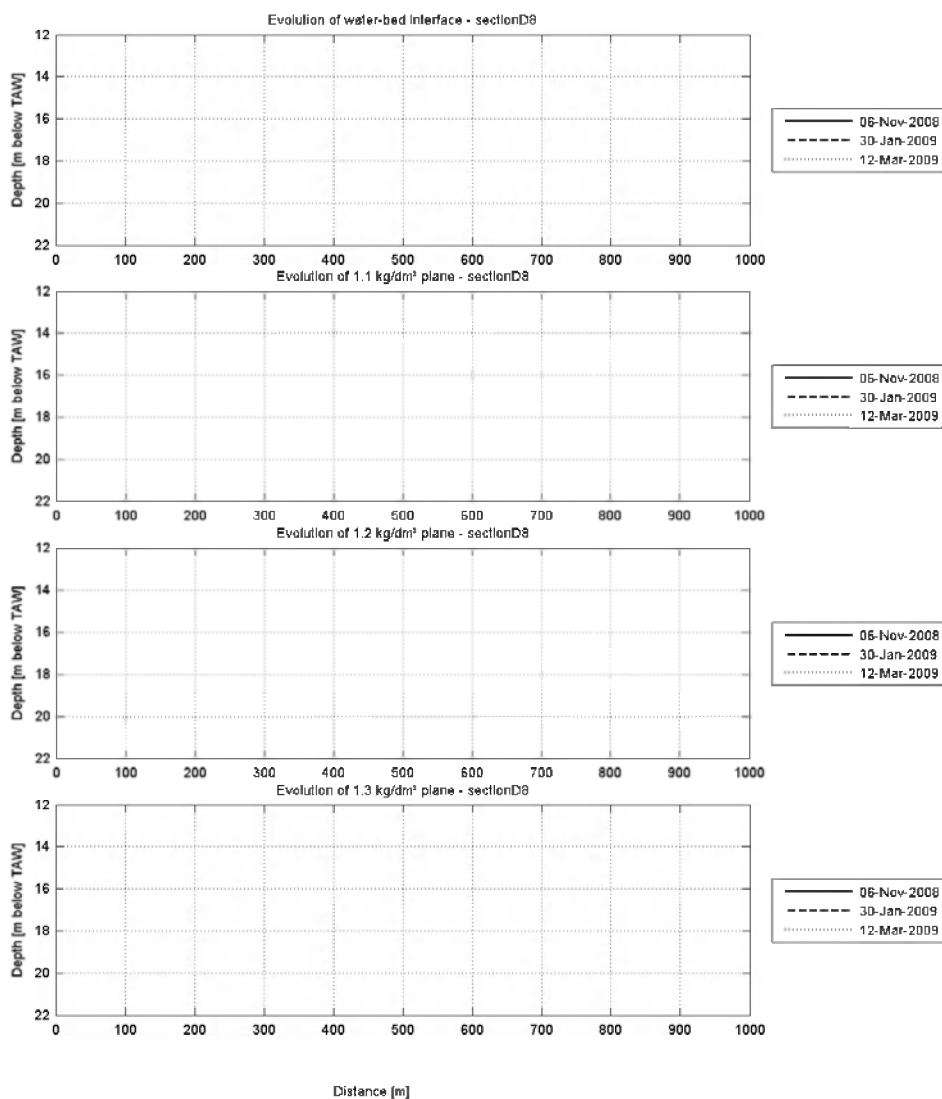 Evolution of water-bed interface - sectionD8
12
14
16
18
20
22
Depth [m below TAW]
0 100 200 300 400 500 600 700 800 900 1000
06-Nov-2008
30-Jan-2009
12-Mar-2009
Evolution of 1.1 kg/dm³ plane - sectionD8
12
14
16
18
20
22
Depth [m below TAW]
0 100 200 300 400 500 600 700 800 900 1000
06-Nov-2008
30-Jan-2009
12-Mar-2009
Evolution of 1.2 kg/dm³ plane - sectionD8
12
14
16
18
20
22
Depth [m below TAW]
0 100 200 300 400 500 600 700 800 900 1000
06-Nov-2008
30-Jan-2009
12-Mar-2009
Evolution of 1.3 kg/dm³ plane - sectionD8
12
14
16
18
20
22
Depth [m below TAW]
0 100 200 300 400 500 600 700 800 900 1000
06-Nov-2008
30-Jan-2009
12-Mar-2009
Distance [m]